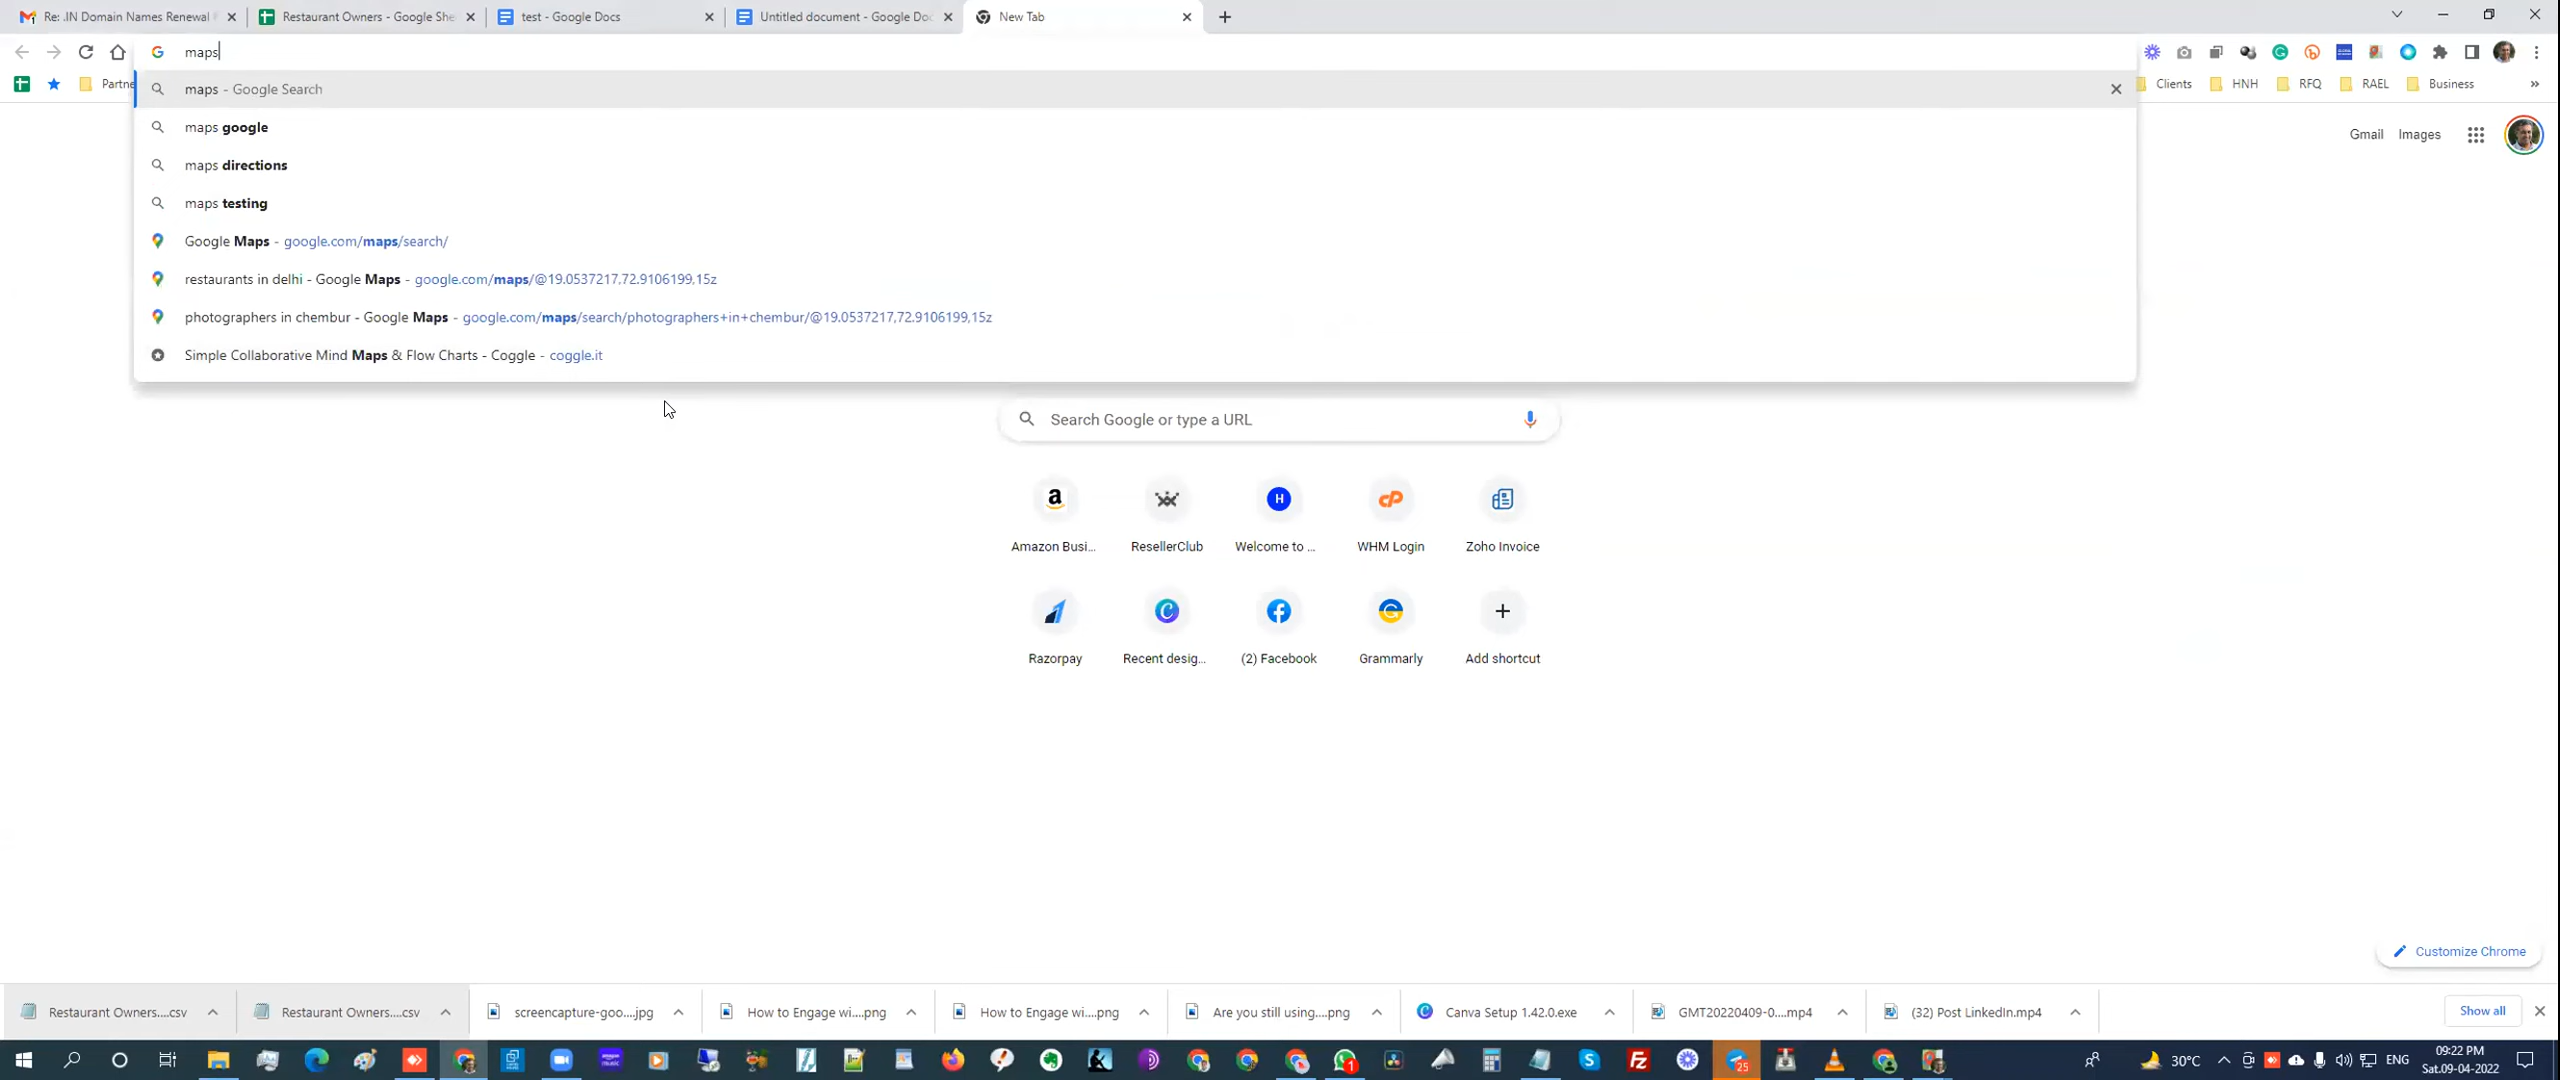 Re: .IN Domain Names Renewal
Restaurant Owners - Google She
test - Google Docs
Untitled document - Google Doc
New Tab
maps
Partne
Clients
HNH
RFQ
RAEL
Business
»
maps - Google Search
maps google
maps directions
maps testing
Google Maps - google.com/maps/search/
restaurants in delhi - Google Maps - google.com/maps/@19.0537217,72.9106199,15z
photographers in chembur - Google Maps - google.com/maps/search/photographers+in+chembur/@19.0537217,72.9106199,15z
Simple Collaborative Mind Maps & Flow Charts - Coggle - coggle.it
Gmail
Images
Search Google or type a URL
Amazon Busi...
ResellerClub
Welcome to ...
WHM Login
Zoho Invoice
Razorpay
Recent desig...
(2) Facebook
Grammarly
Add shortcut
Customize Chrome
Restaurant Owners....csv
Restaurant Owners....csv
screencapture-goo....jpg
How to Engage wi....png
How to Engage wi....png
Are you still using....png
Canva Setup 1.42.0.exe
GMT20220409-0....mp4
(32) Post LinkedIn.mp4
Show all
25
1
30°C
ENG
09:22 PM
Sat.09-04-2022